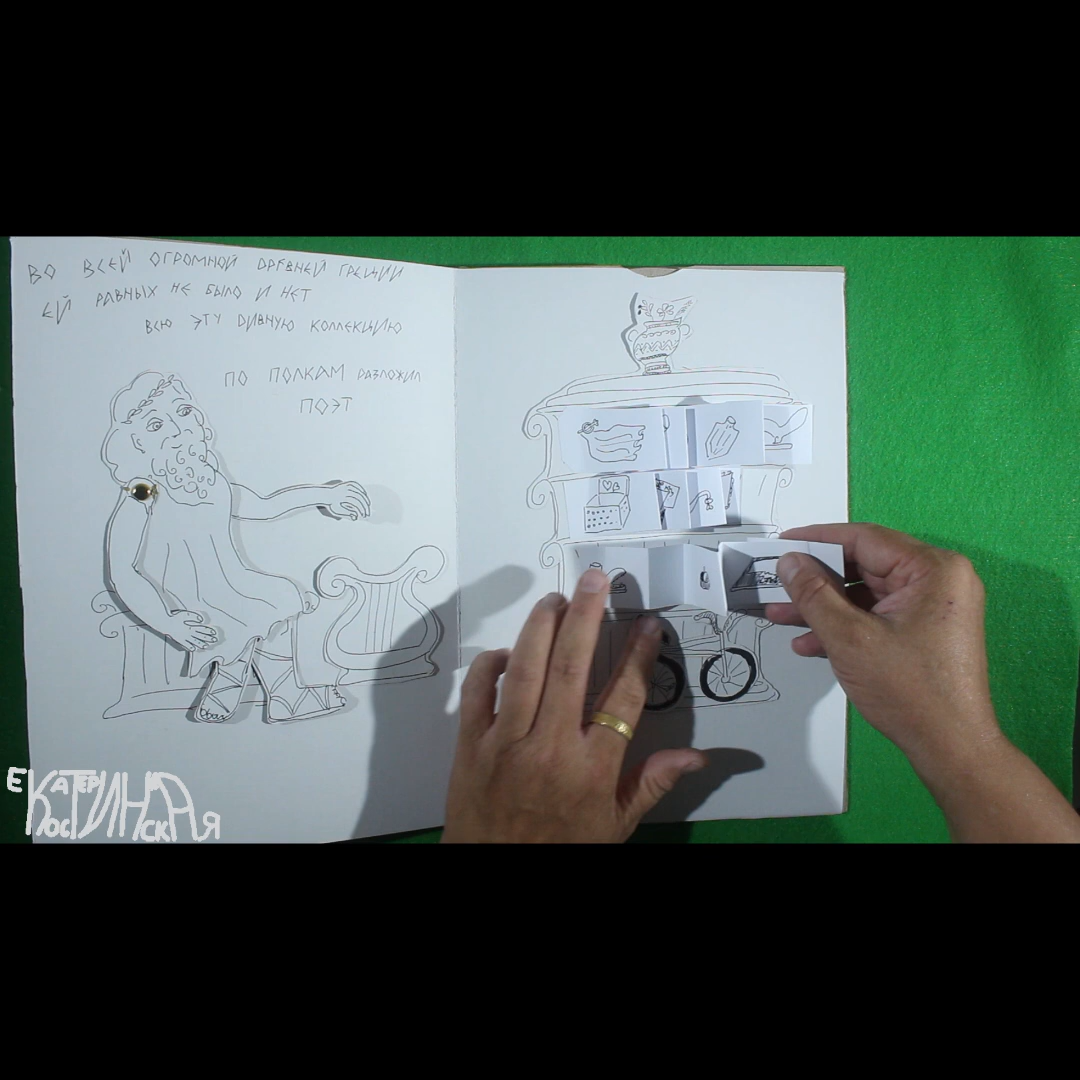 ВО ВСЕЙ ОГРОМНОЙ ДРЕВНЕЙ ГРЕЦИИ
ЕЙ РАВНЫХ НЕ БЫЛО И НЕТ
ВСЮ ЭТУ ДИВНУЮ КОЛЛЕКЦИЮ
ПО ПОЛКАМ РАЗЛОЖИЛ
ПОЭТ
ЕКАТЕРИНА